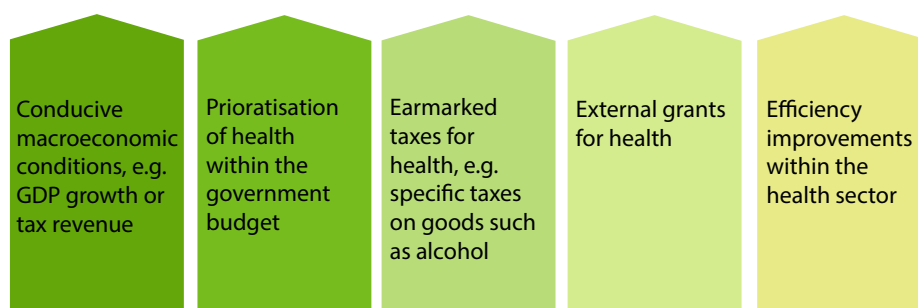 Conducive
macroeconomic
conditions, e.g.
GDP growth or
tax revenue
Prioratisation
of health
within the
government
budget
Earmarked
taxes for
health, e.g.
specific taxes
on goods such
as alcohol
External grants
for health
Efficiency
improvements
within the
health sector